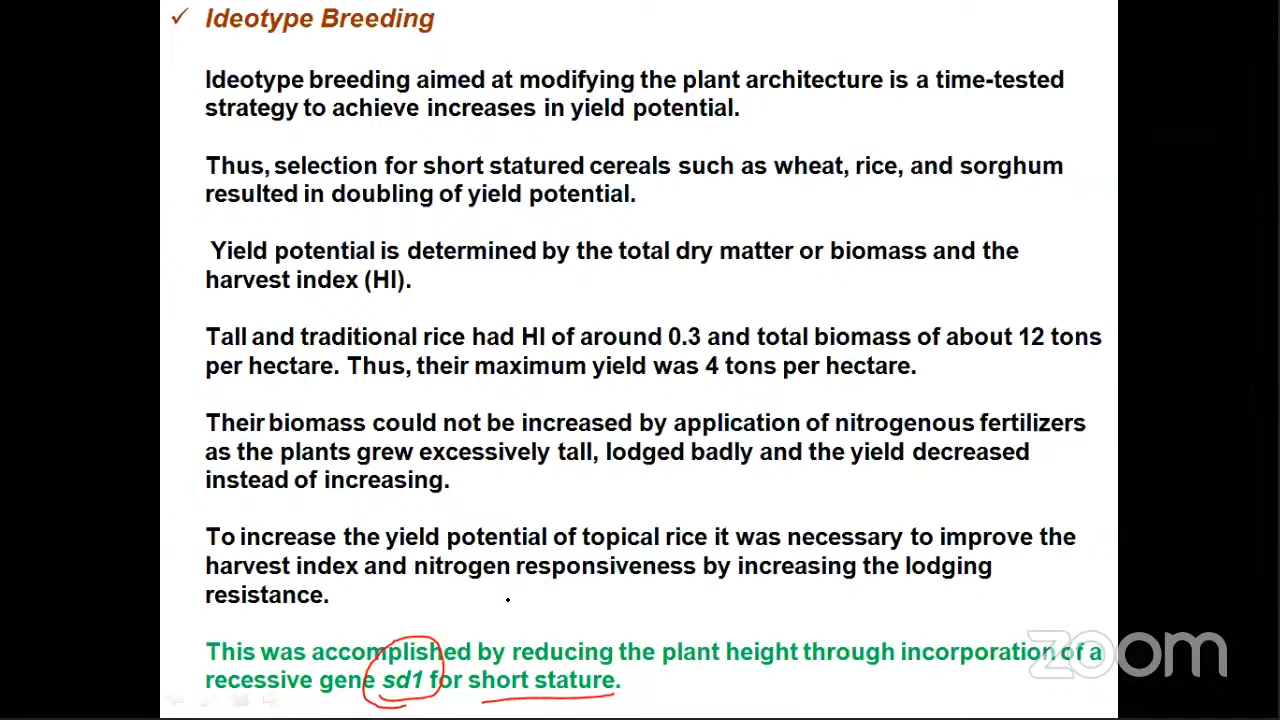 ✓ Ideotype Breeding
Ideotype breeding aimed at modifying the plant architecture is a time-tested
strategy to achieve increases in yield potential.
Thus, selection for short statured cereals such as wheat, rice, and sorghum
resulted in doubling of yield potential.
Yield potential is determined by the total dry matter or biomass and the
harvest index (HI).
Tall and traditional rice had HI of around 0.3 and total biomass of about 12 tons
per hectare. Thus, their maximum yield was 4 tons per hectare.
Their biomass could not be increased by application of nitrogenous fertilizers
as the plants grew excessively tall, lodged badly and the yield decreased
instead of increasing.
To increase the yield potential of topical rice it was necessary to improve the
harvest index and nitrogen responsiveness by increasing the lodging
resistance.
This was accomplished by reducing the plant height through incorporation of a
recessive gene sd1 for short stature.
zoom